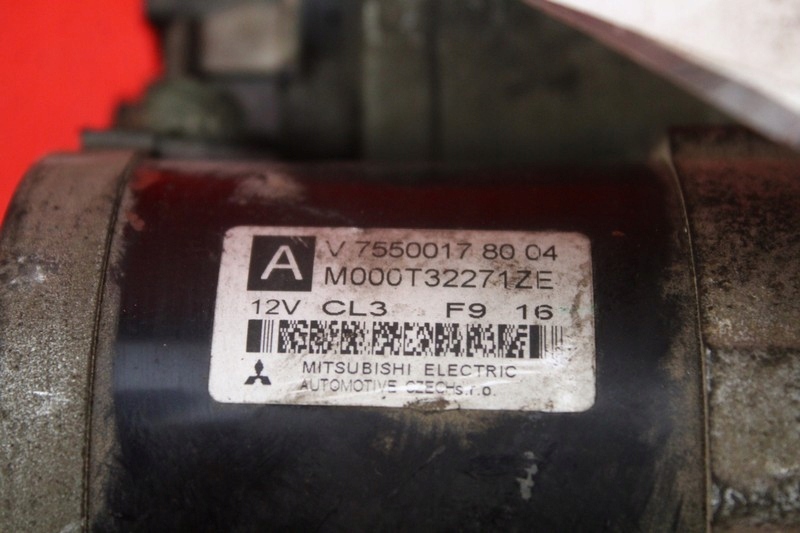 A V 7550017 80 04
M000T32271ZE
12V CL3 F9 16
MITSUBISHI ELECTRIC
AUTOMOTIVE CZECH s.r.o.